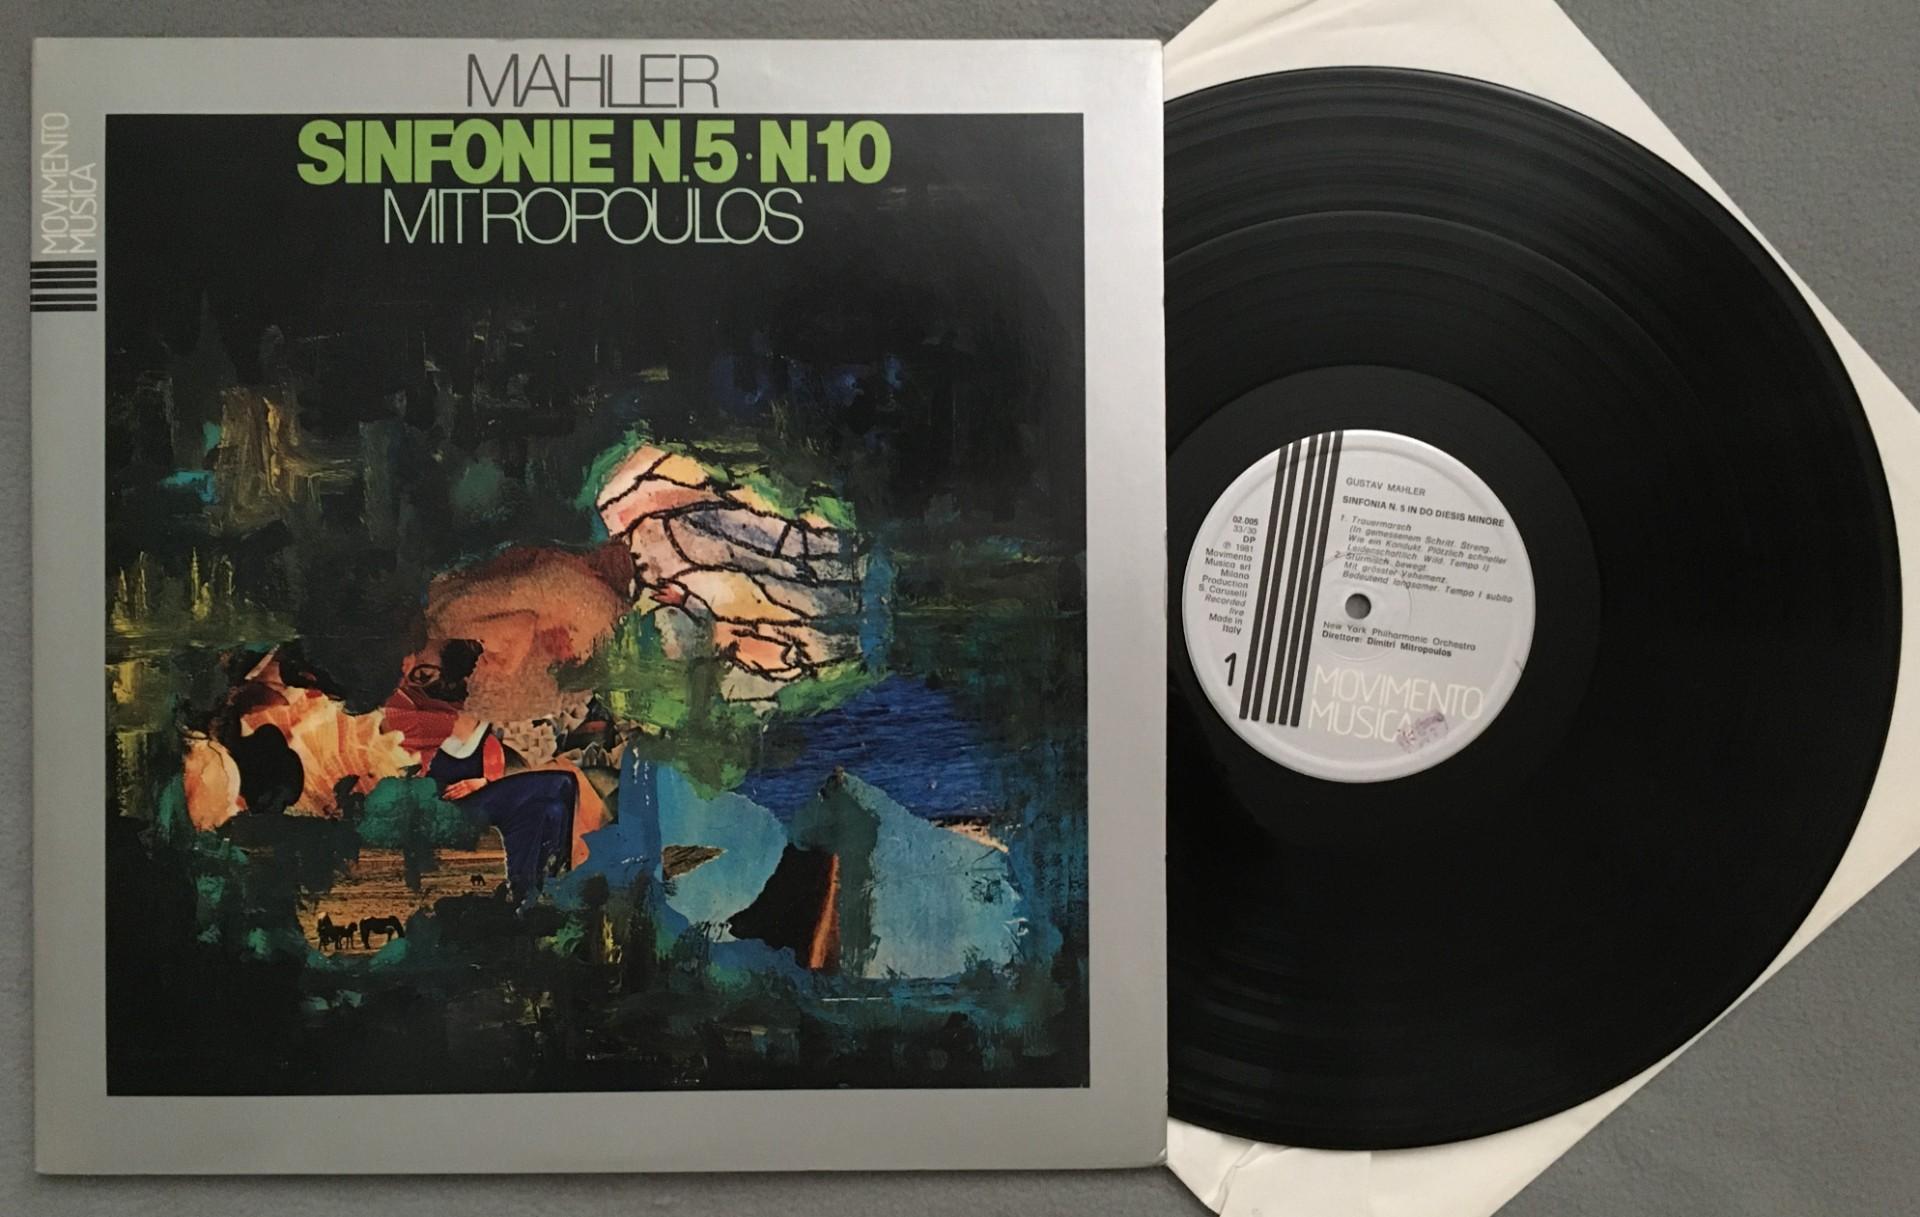 MAHLER
SINFONIE N.5·N.10
MITROPOULOS
MOVIMENTO
MUSICA
GUSTAV MAHLER
SINFONIA N. 5 IN DO DIESIS MINORE
1. Trauermarsch
(In gemessenem Schritt. Streng.
Wie ein Kondukt. Plötzlich schneller
Leidenschaftlich. Wild. Tempo I)
2. Stürmisch bewegt.
Mit grösster Vehemenz.
Bedeutend langsamer. Tempo I subito
02.005
33/30
DP
℗ 1981
Movimento
Musica srl
Milano
Production
S. Caruselli
Recorded
live
Made in
Italy
1
New York Philharmonic Orchestra
Direttore: Dimitri Mitropoulos
MOVIMENTO
MUSICA